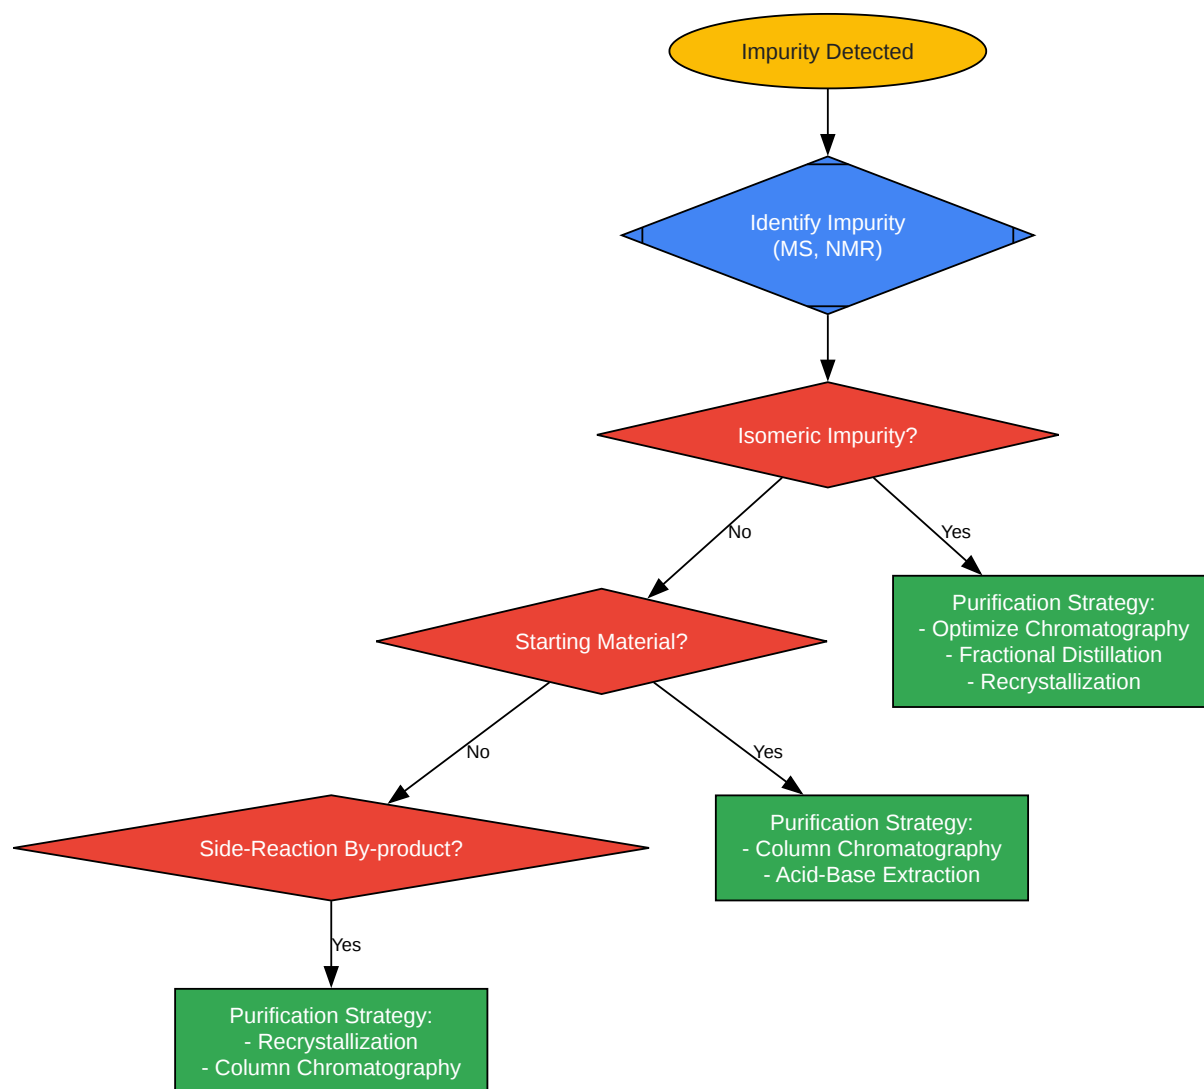 Impurity Detected
Identify Impurity
(MS, NMR)
Isomeric Impurity?
No
Yes
Purification Strategy:
- Optimize Chromatography
- Fractional Distillation
- Recrystallization
Starting Material?
No
Yes
Purification Strategy:
- Column Chromatography
- Acid-Base Extraction
Side-Reaction By-product?
Yes
Purification Strategy:
- Recrystallization
- Column Chromatography